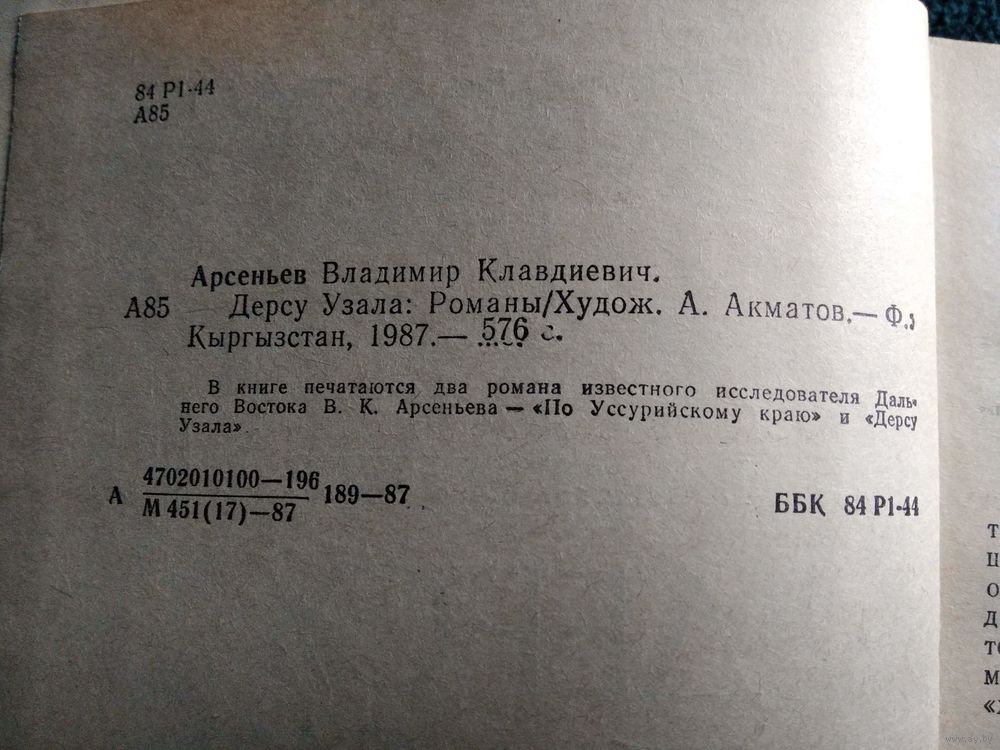 84 Р1-44
А85
Арсеньев Владимир Клавдиевич.
А85 Дерсу Узала: Романы/Худож. А. Акматов.— Ф.:
Кыргызстан, 1987.— 576 с.
В книге печатаются два романа известного исследователя Даль-
него Востока В. К. Арсеньева — «По Уссурийскому краю» и «Дерсу
Узала».
А 4702010100—196 189—87
М 451(17)—87
ББК 84 Р1-44
т
ц
о
д
т
м
«